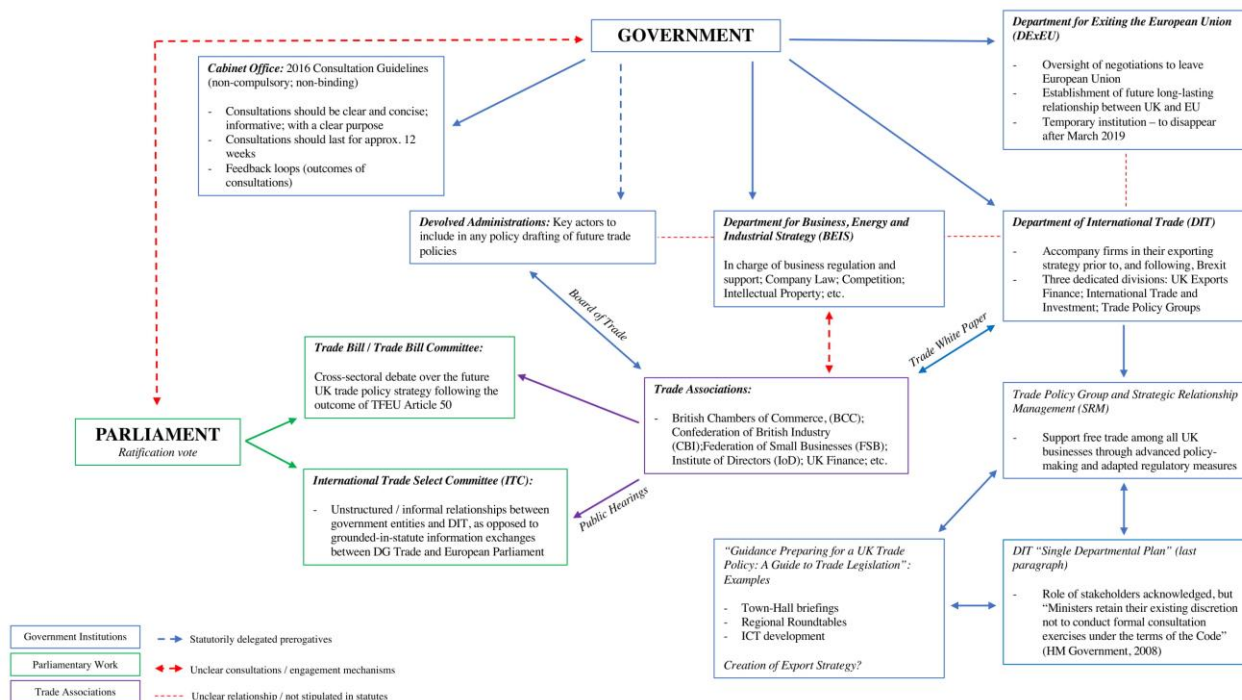 GOVERNMENT
Department for Exiting the European Union
(DExEU)
- Oversight of negotiations to leave
European Union
- Establishment of future long-lasting
relationship between UK and EU
- Temporary institution – to disappear
after March 2019
Cabinet Office: 2016 Consultation Guidelines
(non-compulsory; non-binding)
- Consultations should be clear and concise;
informative; with a clear purpose
- Consultations should last for approx. 12
weeks
- Feedback loops (outcomes of
consultations)
Devolved Administrations: Key actors to
include in any policy drafting of future trade
policies
Department for Business, Energy and
Industrial Strategy (BEIS)
In charge of business regulation and
support; Company Law; Competition;
Intellectual Property; etc.
Department of International Trade (DIT)
- Accompany firms in their exporting
strategy prior to, and following, Brexit
- Three dedicated divisions: UK Exports
Finance; International Trade and
Investment; Trade Policy Groups
Board of Trade
Trade White Paper
Trade Bill / Trade Bill Committee:
Cross-sectoral debate over the future
UK trade policy strategy following the
outcome of TFEU Article 50
Trade Associations:
- British Chambers of Commerce, (BCC);
Confederation of British Industry
(CBI);Federation of Small Businesses (FSB);
Institute of Directors (IoD); UK Finance; etc.
Trade Policy Group and Strategic Relationship
Management (SRM)
- Support free trade among all UK
businesses through advanced policy-
making and adapted regulatory measures
PARLIAMENT
Ratification vote
International Trade Select Committee (ITC):
- Unstructured / informal relationships between
government entities and DIT, as opposed to
grounded-in-statute information exchanges
between DG Trade and European Parliament
Public Hearings
“Guidance Preparing for a UK Trade
Policy: A Guide to Trade Legislation”:
Examples
- Town-Hall briefings
- Regional Roundtables
- ICT development
Creation of Export Strategy?
DIT “Single Departmental Plan” (last
paragraph)
- Role of stakeholders acknowledged, but
“Ministers retain their existing discretion
not to conduct formal consultation
exercises under the terms of the Code”
(HM Government, 2008)
Government Institutions
Statutorily delegated prerogatives
Parliamentary Work
Unclear consultations / engagement mechanisms
Trade Associations
Unclear relationship / not stipulated in statutes